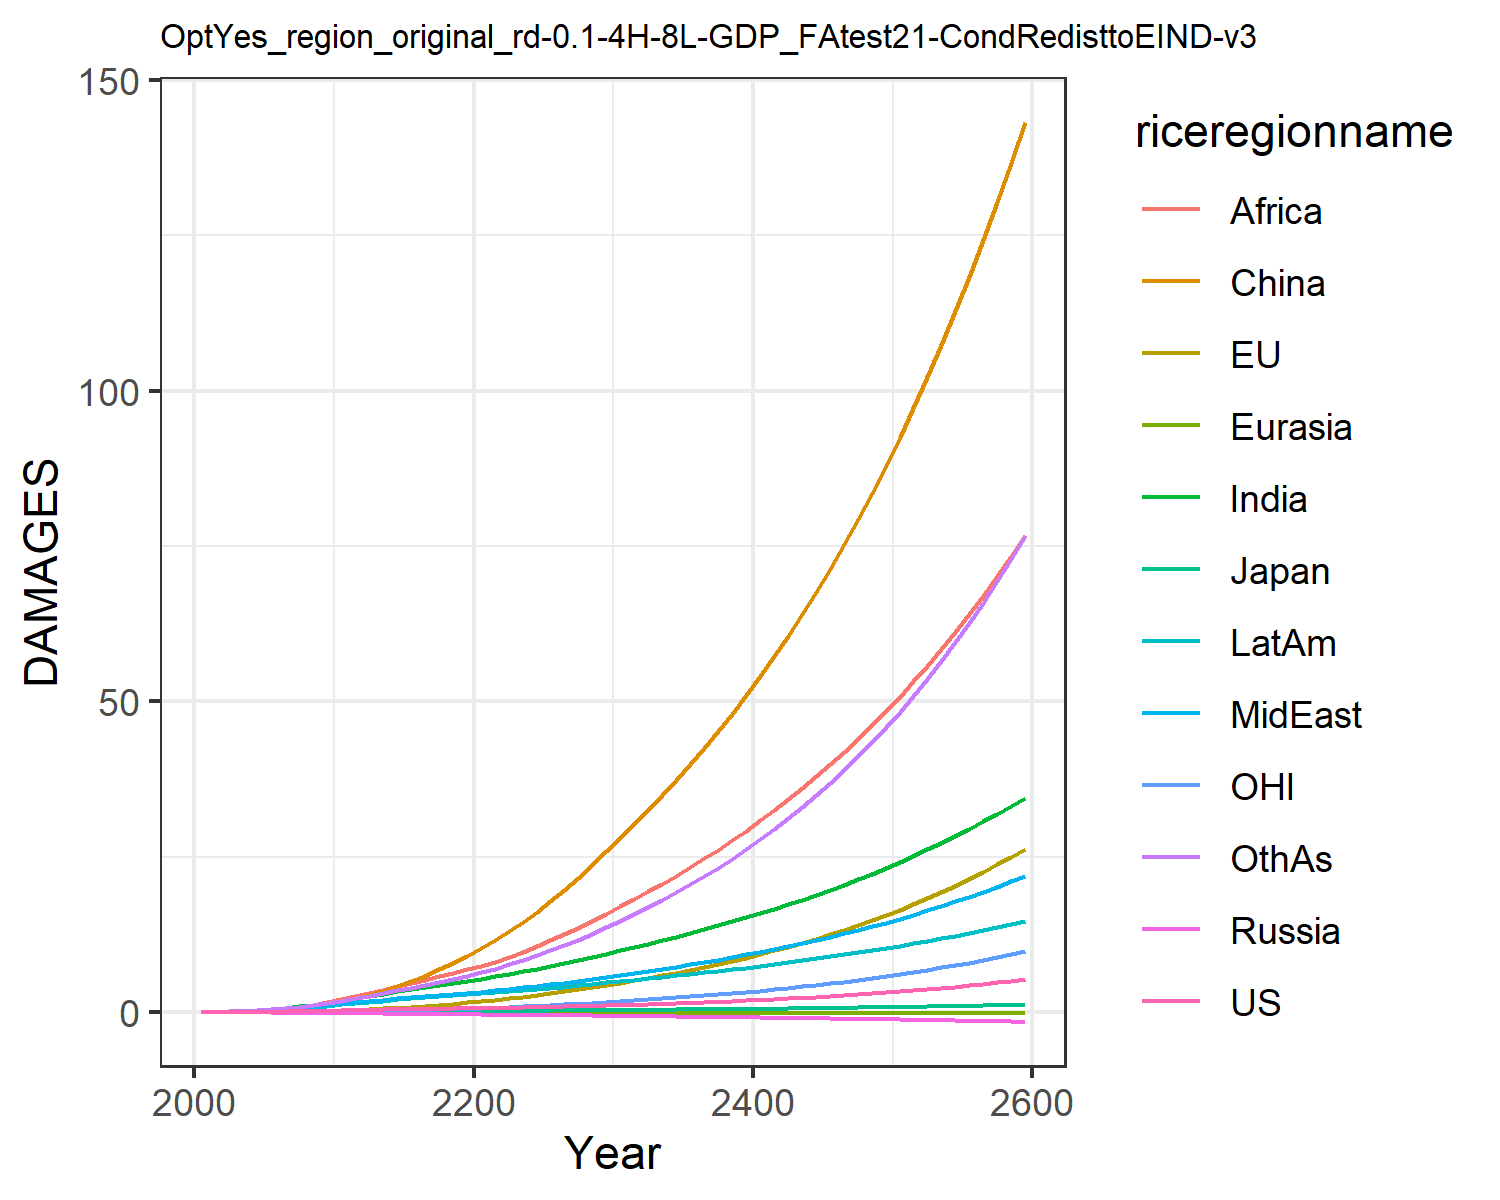 OptYes_region_original_rd-0.1-4H-8L-GDP_FAtest21-CondRedisttoEIND-v3
150
100
50
0
DAMAGES
2000 2200 2400 2600
Year
riceregionname
Africa
China
EU
Eurasia
India
Japan
LatAm
MidEast
OHI
OthAs
Russia
US